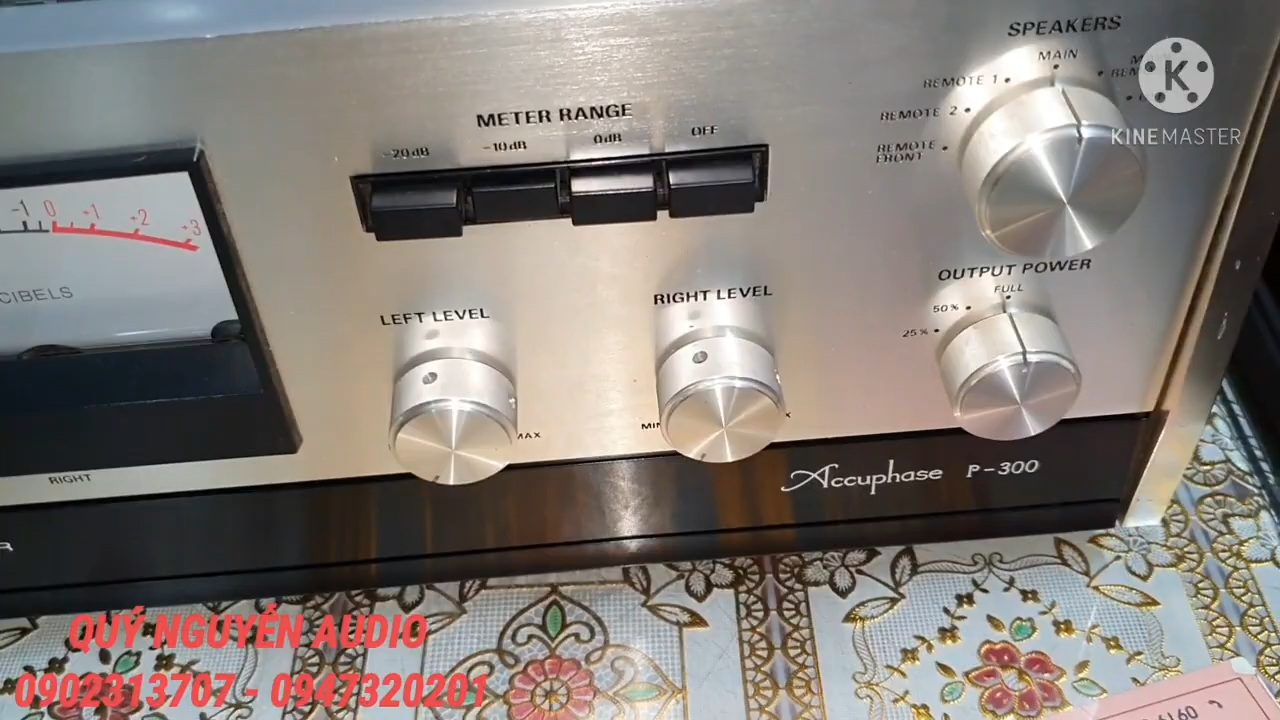 SPEAKERS
MAIN
REMOTE 1
REMOTE 2
REMOTE
FRONT
KINEMASTER
METER RANGE
-20dB -10dB 0dB OFF
-1 0 +1 +2 +3
CIBELS
OUTPUT POWER
FULL
50%
25%
LEFT LEVEL
RIGHT LEVEL
MAX
MIN
Accuphase P-300
RIGHT
QUÝ NGUYỄN AUDIO
0902313707 - 0947320201